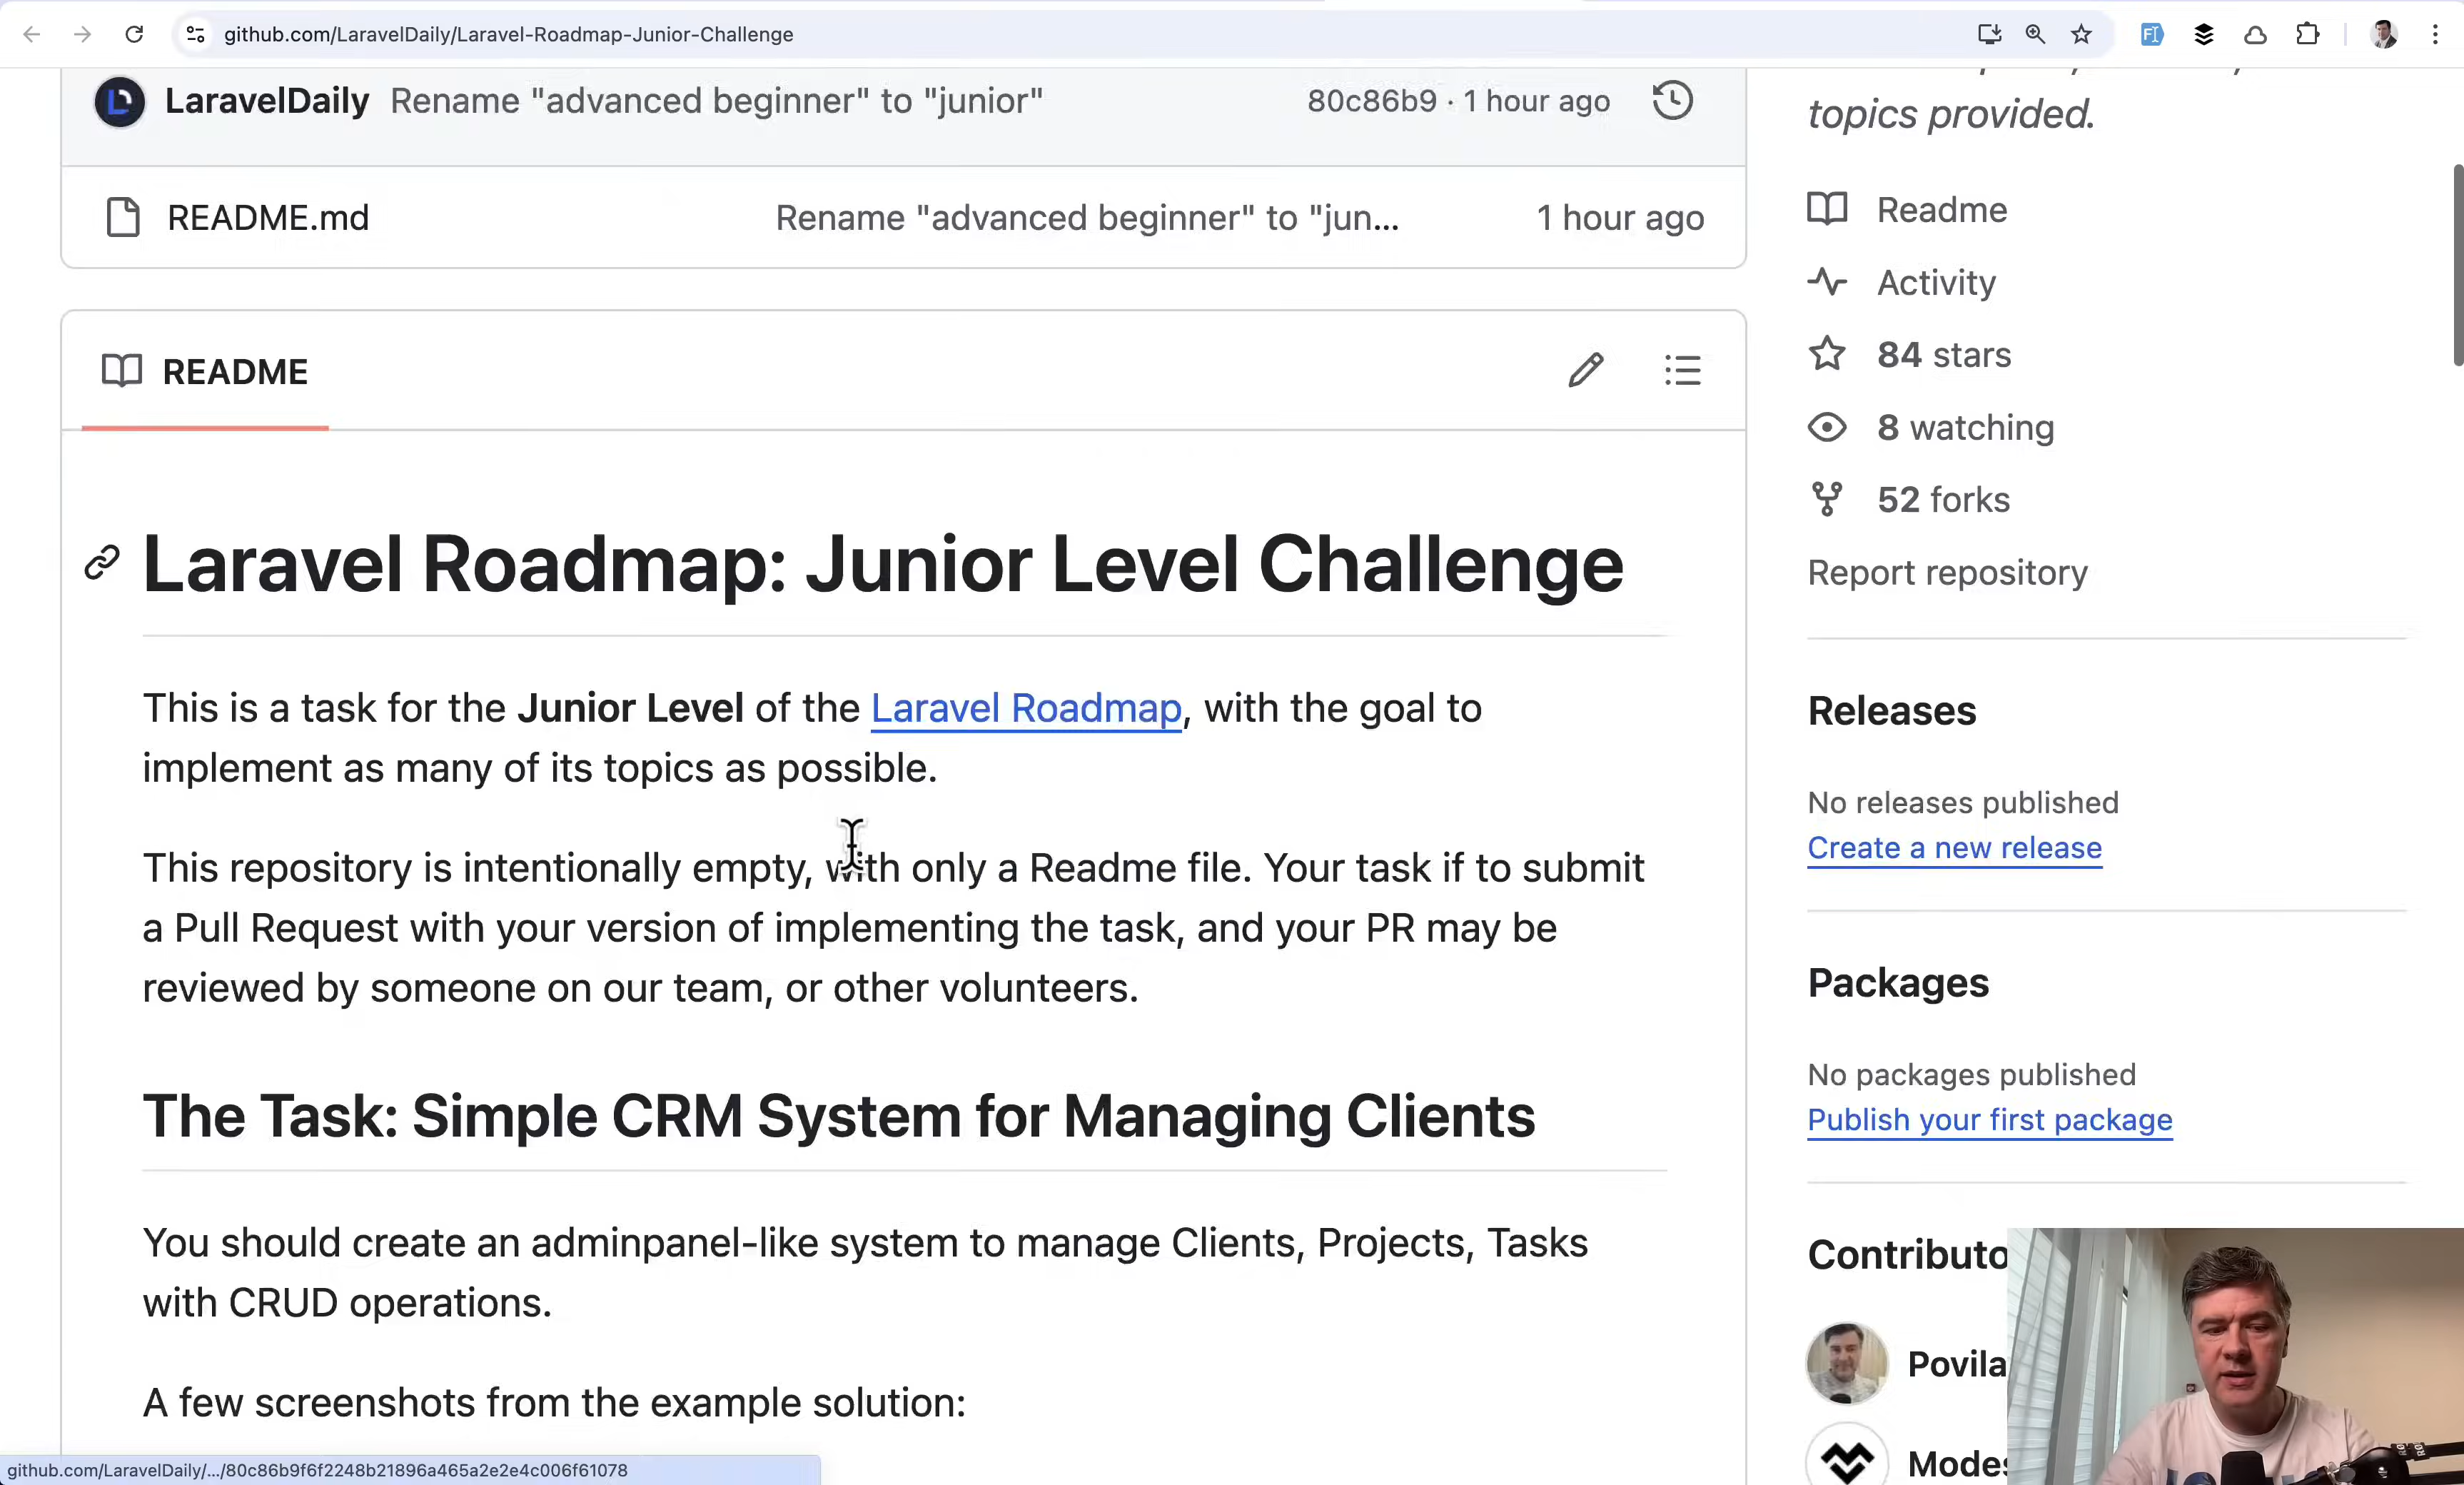 github.com/LaravelDaily/Laravel-Roadmap-Junior-Challenge
LaravelDaily Rename "advanced beginner" to "junior" 80c86b9 · 1 hour ago
README.md Rename "advanced beginner" to "jun... 1 hour ago
README
Laravel Roadmap: Junior Level Challenge
This is a task for the Junior Level of the Laravel Roadmap, with the goal to
implement as many of its topics as possible.
This repository is intentionally empty, with only a Readme file. Your task if to submit
a Pull Request with your version of implementing the task, and your PR may be
reviewed by someone on our team, or other volunteers.
The Task: Simple CRM System for Managing Clients
You should create an adminpanel-like system to manage Clients, Projects, Tasks
with CRUD operations.
A few screenshots from the example solution:
github.com/LaravelDaily/.../80c86b9f6f2248b21896a465a2e2e4c006f61078
topics provided.
Readme
Activity
84 stars
8 watching
52 forks
Report repository
Releases
No releases published
Create a new release
Packages
No packages published
Publish your first package
Contributo
Povila
Modes